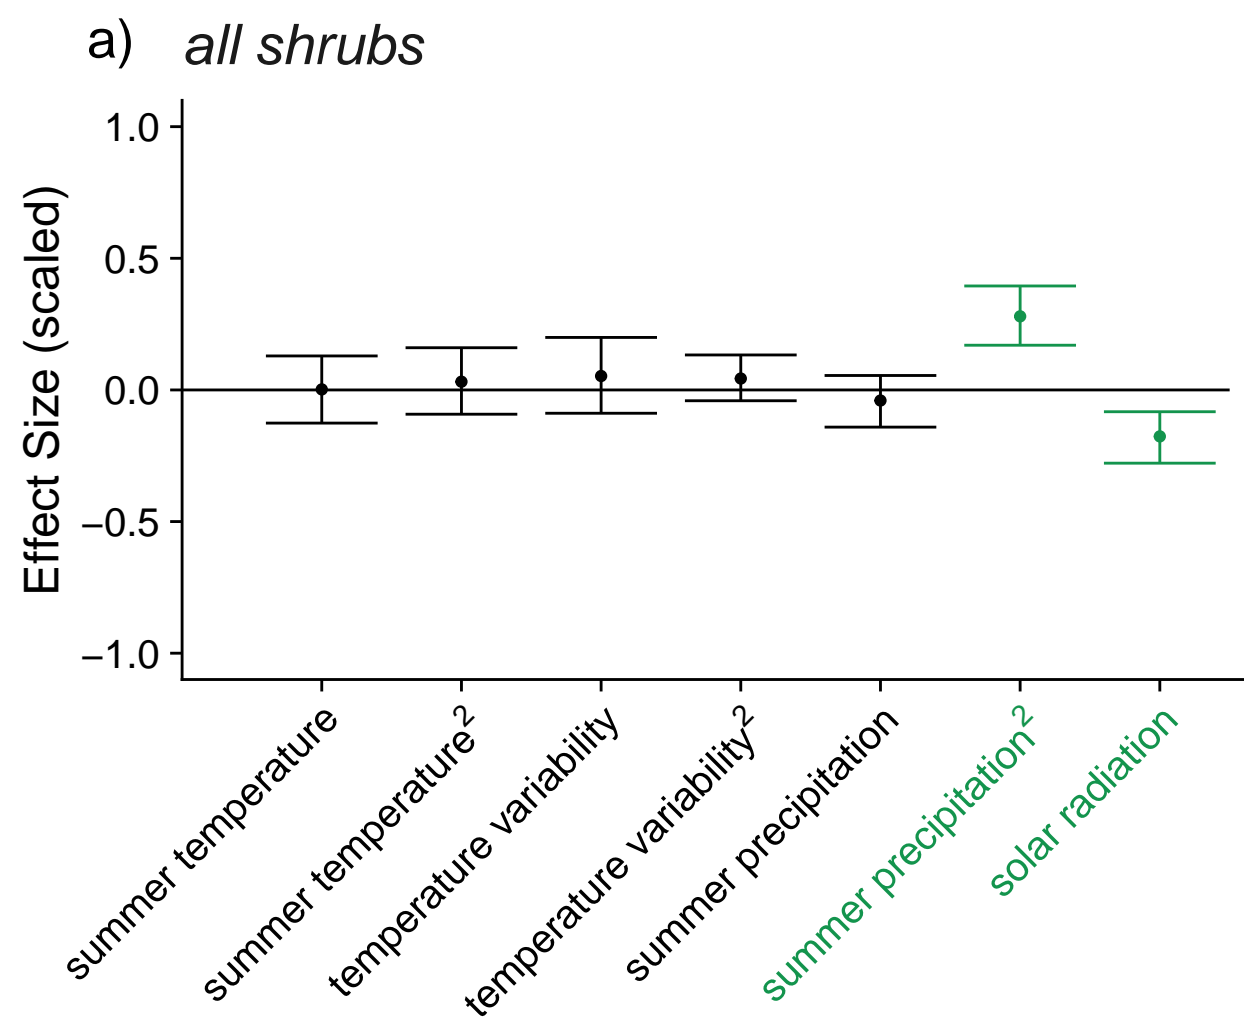 a) all shrubs
Effect Size (scaled)
1.0
0.5
0.0
−0.5
−1.0
summer temperature
summer temperature²
temperature variability
temperature variability²
summer precipitation
summer precipitation²
solar radiation